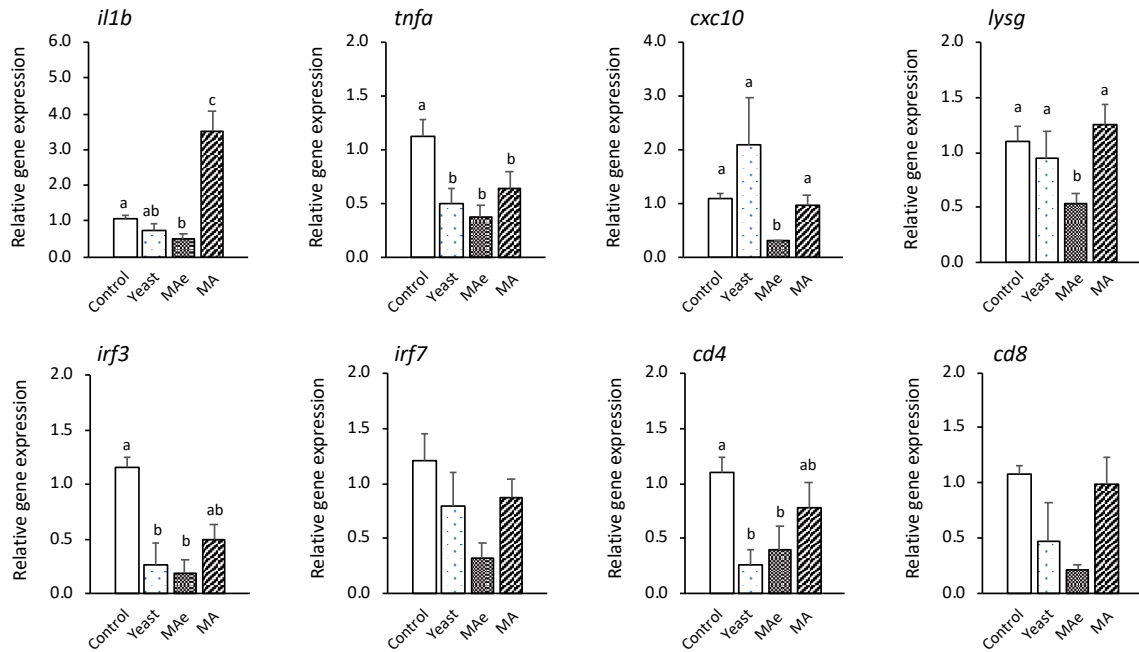 il1b
Relative gene expression
6.0
5.0
4.0
3.0
2.0
1.0
0.0
a
ab
b
c
Control
Yeast
MAe
MA
tnfa
Relative gene expression
2.0
1.5
1.0
0.5
0.0
a
b
b
b
Control
Yeast
MAe
MA
cxc10
Relative gene expression
4.0
3.0
2.0
1.0
0.0
a
a
b
a
Control
Yeast
MAe
MA
lysg
Relative gene expression
2.0
1.5
1.0
0.5
0.0
a
a
b
a
Control
Yeast
MAe
MA
irf3
Relative gene expression
2.0
1.5
1.0
0.5
0.0
a
b
b
ab
Control
Yeast
MAe
MA
irf7
Relative gene expression
2.0
1.5
1.0
0.5
0.0
Control
Yeast
MAe
MA
cd4
Relative gene expression
2.0
1.5
1.0
0.5
0.0
a
b
b
ab
Control
Yeast
MAe
MA
cd8
Relative gene expression
2.0
1.5
1.0
0.5
0.0
Control
Yeast
MAe
MA